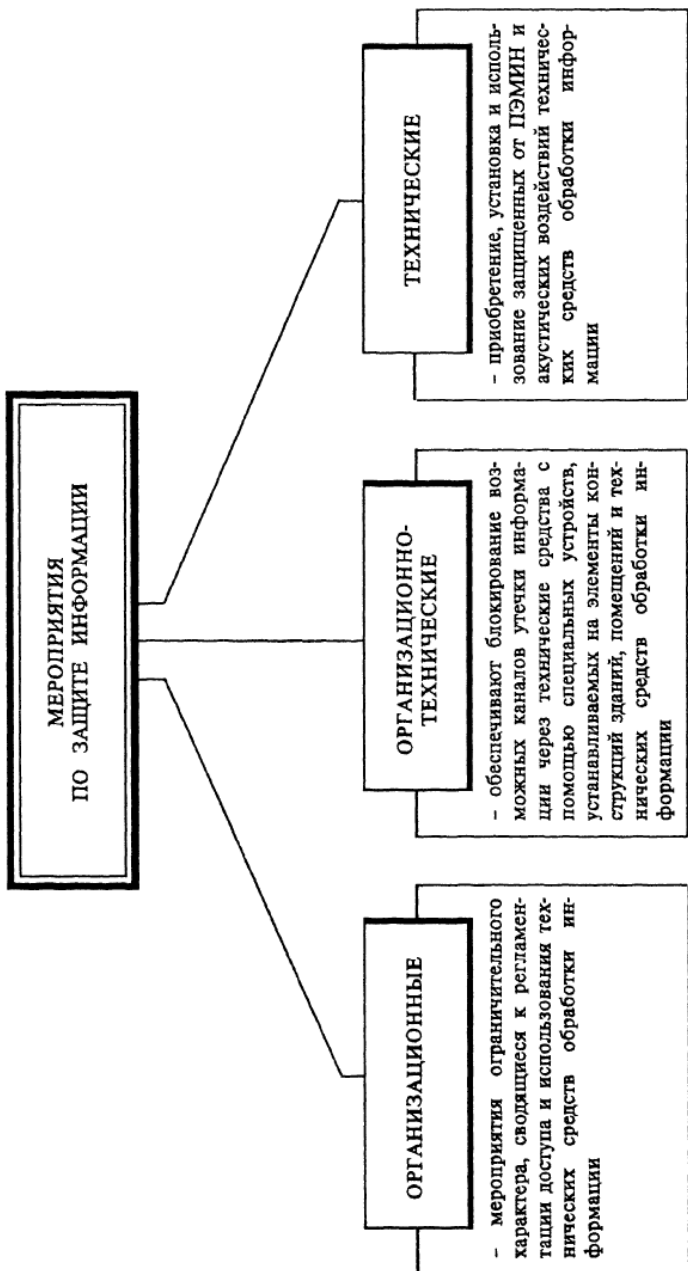 МЕРОПРИЯТИЯ
ПО ЗАЩИТЕ ИНФОРМАЦИИ
ОРГАНИЗАЦИОННЫЕ
- мероприятия ограничительного
характера, сводящиеся к регламен-
тации доступа и использования тех-
нических средств обработки ин-
формации
ОРГАНИЗАЦИОННО-
ТЕХНИЧЕСКИЕ
- обеспечивают блокирование воз-
можных каналов утечки информа-
ции через технические средства с
помощью специальных устройств,
устанавливаемых на элементы кон-
струкций зданий, помещений и тех-
нических средств обработки ин-
формации
ТЕХНИЧЕСКИЕ
- приобретение, установка и исполь-
зование защищенных от ПЭМИН и
акустических воздействий техничес-
ких средств обработки инфор-
мации